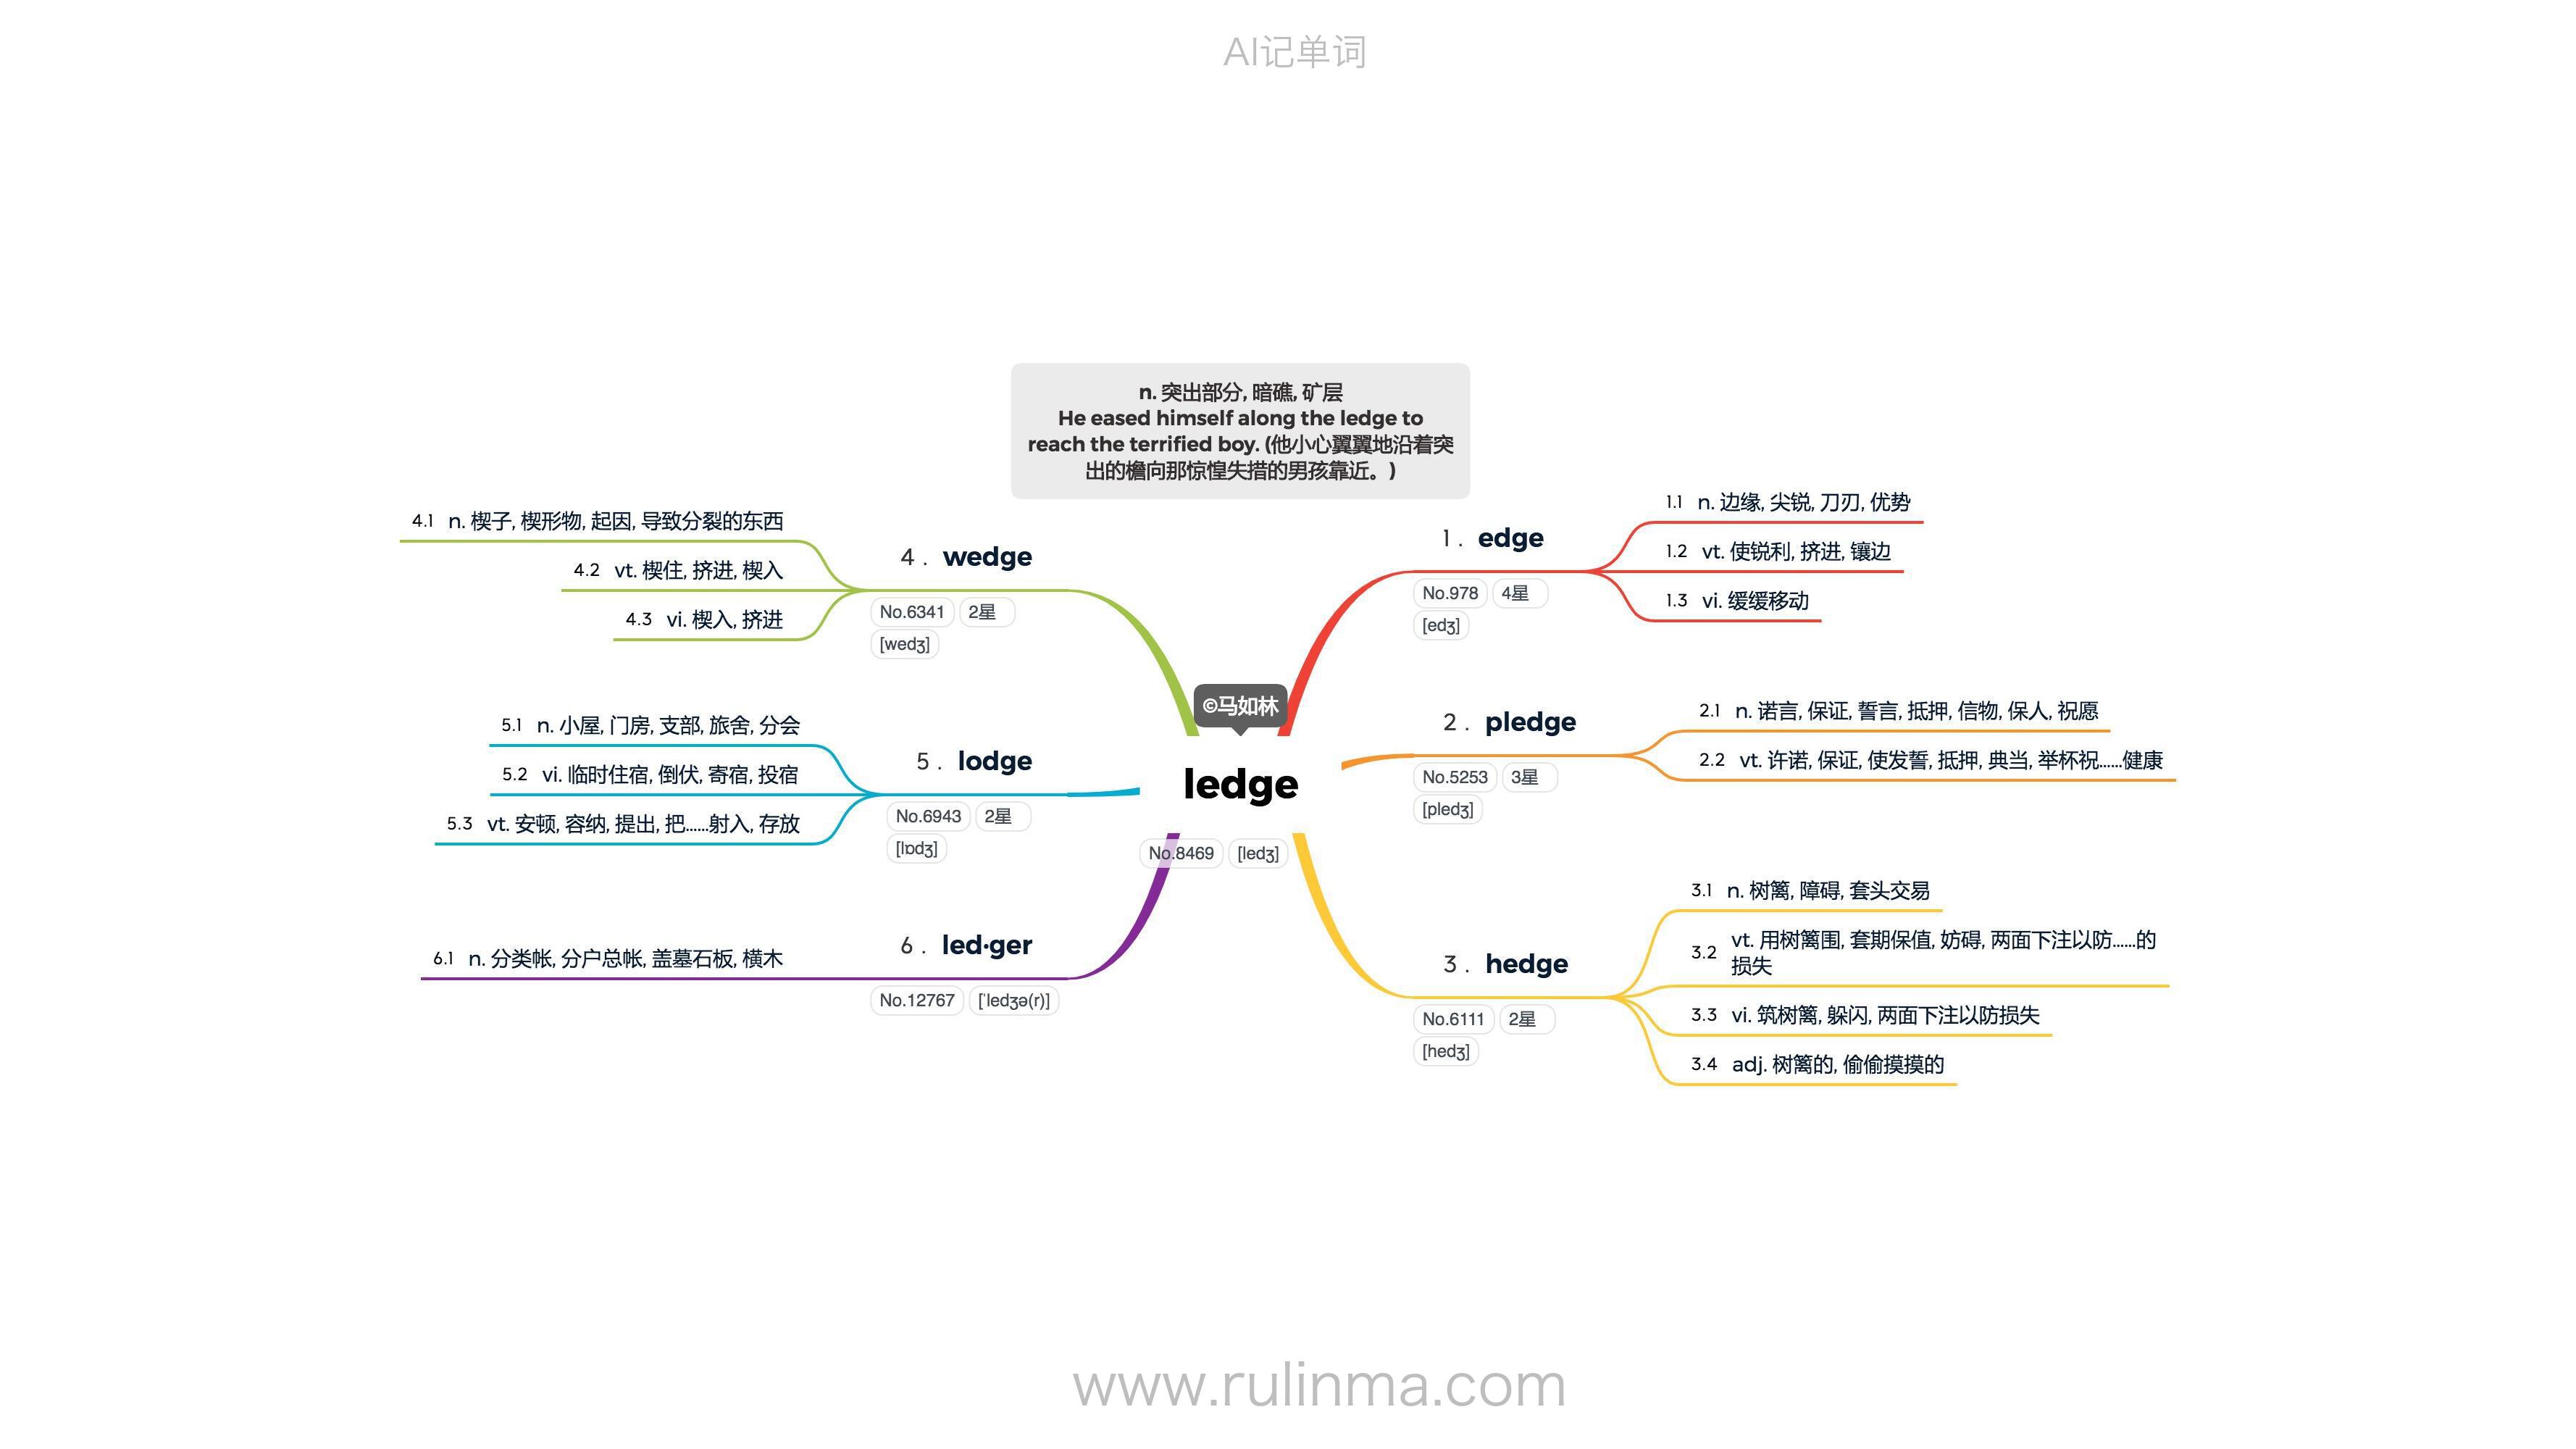 AI记单词
n. 突出部分, 暗礁, 矿层
He eased himself along the ledge to
reach the terrified boy. (他小心翼翼地沿着突
出的檐向那惊惶失措的男孩靠近。)
©马如林
ledge
No.8469 [ledʒ]
1 . edge
No.978 4星
[edʒ]
1.1 n. 边缘, 尖锐, 刀刃, 优势
1.2 vt. 使锐利, 挤进, 镶边
1.3 vi. 缓缓移动
2 . pledge
No.5253 3星
[pledʒ]
2.1 n. 诺言, 保证, 誓言, 抵押, 信物, 保人, 祝愿
2.2 vt. 许诺, 保证, 使发誓, 抵押, 典当, 举杯祝……健康
3 . hedge
No.6111 2星
[hedʒ]
3.1 n. 树篱, 障碍, 套头交易
3.2 vt. 用树篱围, 套期保值, 妨碍, 两面下注以防……的
损失
3.3 vi. 筑树篱, 躲闪, 两面下注以防损失
3.4 adj. 树篱的, 偷偷摸摸的
4 . wedge
No.6341 2星
[wedʒ]
4.1 n. 楔子, 楔形物, 起因, 导致分裂的东西
4.2 vt. 楔住, 挤进, 楔入
4.3 vi. 楔入, 挤进
5 . lodge
No.6943 2星
[lɒdʒ]
5.1 n. 小屋, 门房, 支部, 旅舍, 分会
5.2 vi. 临时住宿, 倒伏, 寄宿, 投宿
5.3 vt. 安顿, 容纳, 提出, 把……射入, 存放
6 . led·ger
No.12767 [ˈledʒə(r)]
6.1 n. 分类帐, 分户总帐, 盖墓石板, 横木
www.rulinma.com